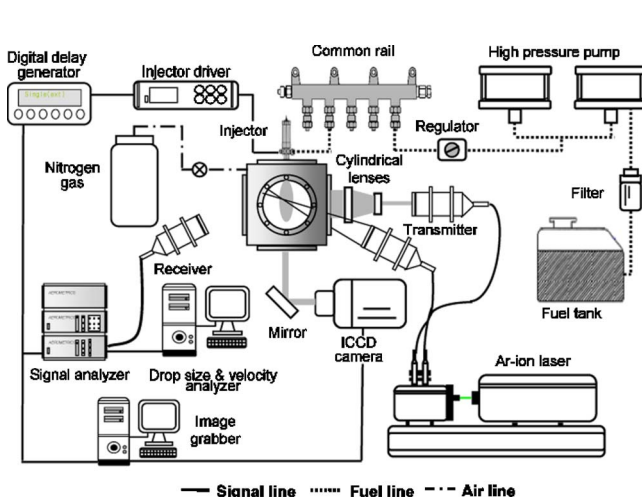 Common rail
High pressure pump
Digital delay
generator
Injector driver
Simple(ext)
Injector
Regulator
Nitrogen
gas
Cylindrical
lenses
Filter
Transmitter
Receiver
Fuel tank
Mirror
ICCD
camera
Ar-ion laser
Signal analyzer
Drop size & velocity
analyzer
Image
grabber
Signal line
Fuel line
Air line